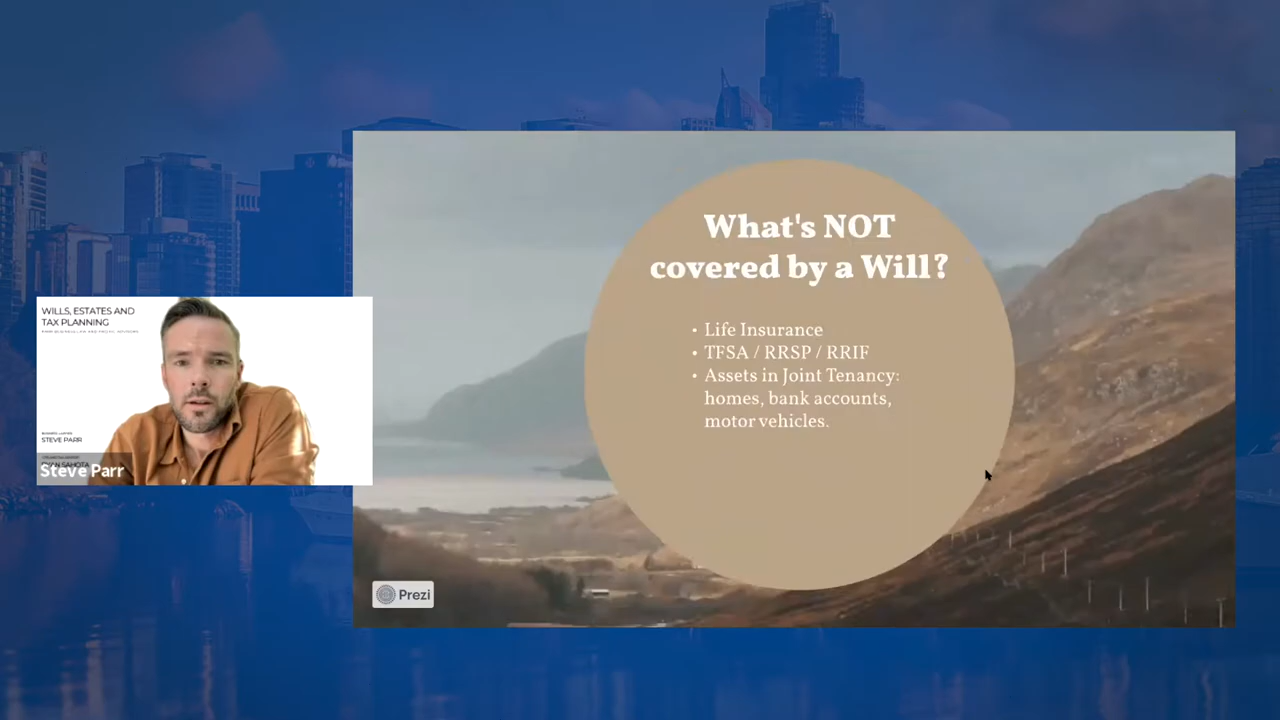 What's NOT
covered by a Will?
• Life Insurance
• TFSA / RRSP / RRIF
• Assets in Joint Tenancy:
homes, bank accounts,
motor vehicles.
WILLS, ESTATES AND
TAX PLANNING
STEVE PARR
Steve Parr
Prezi